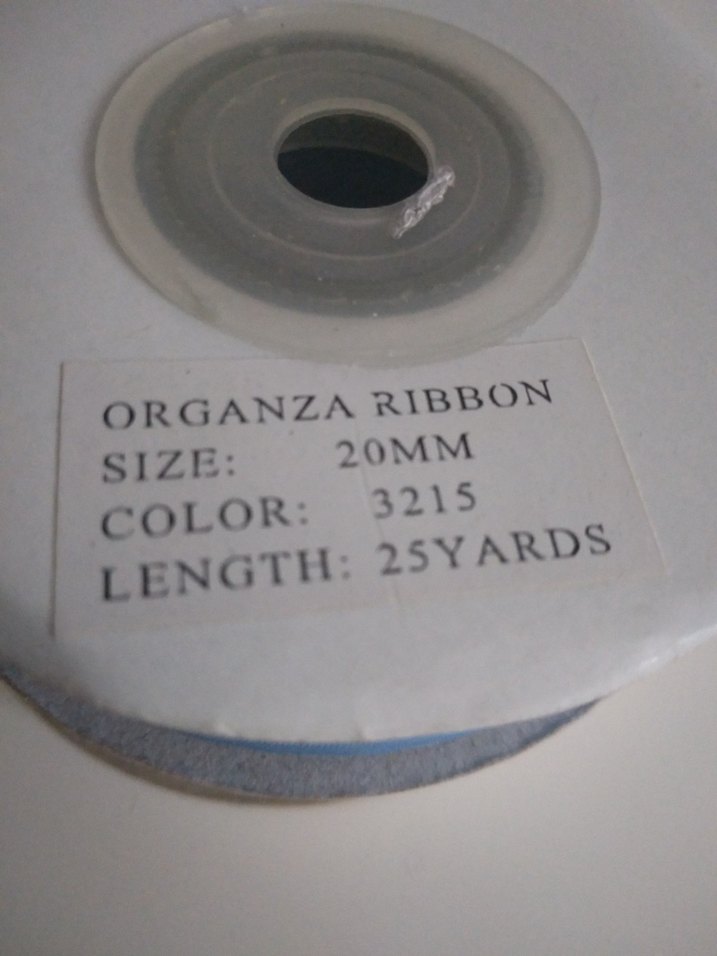 ORGANZA RIBBON
SIZE: 20MM
COLOR: 3215
LENGTH: 25YARDS